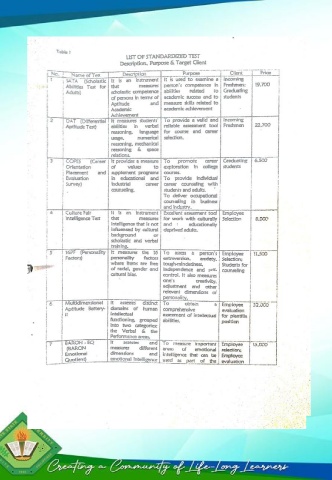 Table 1
LIST OF STANDARDIZED TEST
Description, Purpose & Target Client
No. Name of Test Description Purpose Client Price
1 SATA (Scholastic Abilities Test for Adults) It is an instrument that measures scholastic competence of persons in terms of Aptitude and Academic Achievement It is used to examine a person's competence in abilities related to academic success and to measure skills related to academic achievement Incoming Freshmen; Graduating students 19,700
2 DAT (Differential Aptitude Test) It measures students' abilities in verbal reasoning, language usage, numerical reasoning, mechanical reasoning & space relations. To provide a valid and reliable assessment tool for course and career selection. Incoming Freshmen 22,700
3 COPES (Career Orientation Placement and Evaluation Survey) It provides a measure of values to supplement programs in educational and industrial career counseling. To promote career exploration in college courses. To provide individual career counseling with students and adults. To deliver occupational counseling in business and industry. Graduating students 6,500
4 Culture Fair Intelligence Test It is an instrument that measures intelligence that is not influenced by cultural background or scholastic and verbal training. Excellent assessment tool for work with culturally and educationally deprived adults. Employee Selection 8,000
5 (Personality Factors) It measures the 16 personality factors where items are free of racial, gender and cultural bias. To assess a person's extraversion, anxiety, toughmindedness, independence and self-control. It also measures one's creativity, adjustment and other relevant dimensions of personality. Employee Selection; Students for counseling 11,500
6 Multidimensional Aptitude Battery-II It assesses distinct domains of human intellectual functioning, grouped into two categories: the Verbal & the Performance areas. To obtain a comprehensive assessment of intellectual abilities. Employee evaluation for plantilla position 22,000
7 BARON - EQ (BARON Emotional Quotient) It assesses and measures different dimensions and emotional intelligence To measure important areas of emotional intelligence that can be used as part of the Employee selection; Employee evaluation
Creating a Community of Life-Long Learners